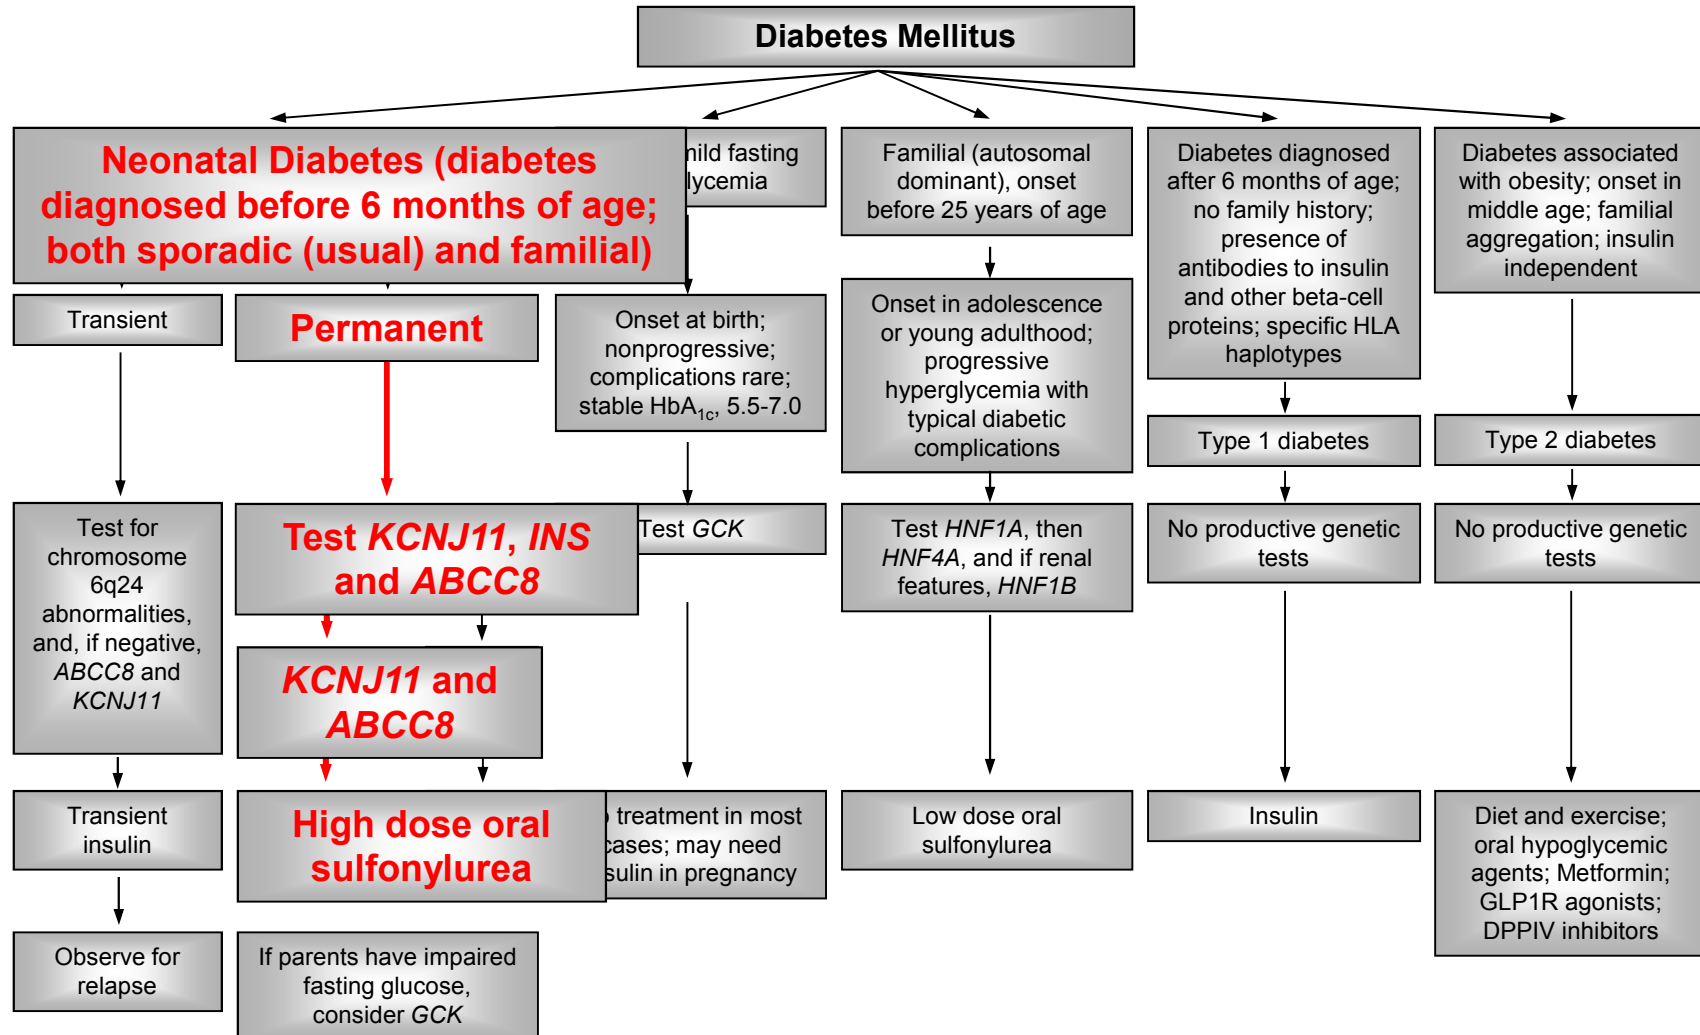 Diabetes Mellitus
Neonatal Diabetes (diabetes
diagnosed before 6 months of age;
both sporadic (usual) and familial)
mild fasting
Familial (autosomal
dominant), onset
before 25 years of age
Diabetes diagnosed
after 6 months of age;
no family history;
presence of
antibodies to insulin
and other beta-cell
proteins; specific HLA
haplotypes
Diabetes associated
with obesity; onset in
middle age; familial
aggregation; insulin
independent
Transient
Permanent
Onset at birth;
nonprogressive;
complications rare;
stable HbA1c, 5.5-7.0
Onset in adolescence
or young adulthood;
progressive
hyperglycemia with
typical diabetic
complications
Type 1 diabetes
Type 2 diabetes
Test for
chromosome
6q24
abnormalities,
and, if negative,
ABCC8 and
KCNJ11
Test KCNJ11, INS
and ABCC8
Test GCK
Test HNF1A, then
HNF4A, and if renal
features, HNF1B
No productive genetic
tests
No productive genetic
tests
KCNJ11 and
ABCC8
Transient
insulin
High dose oral
sulfonylurea
treatment in most
cases; may need
insulin in pregnancy
Low dose oral
sulfonylurea
Insulin
Diet and exercise;
oral hypoglycemic
agents; Metformin;
GLP1R agonists;
DPPIV inhibitors
Observe for
relapse
If parents have impaired
fasting glucose,
consider GCK